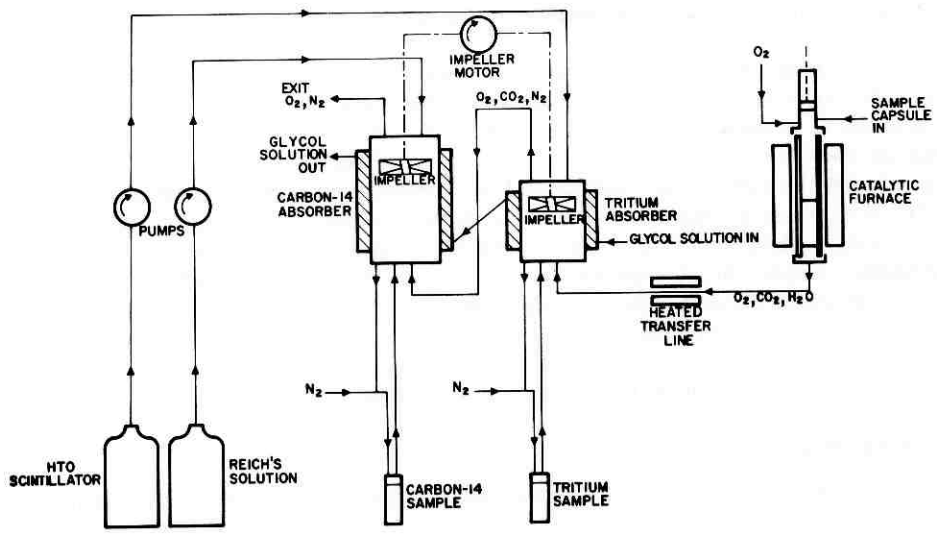 IMPELLER
MOTOR
O₂
EXIT
O₂, N₂
O₂, CO₂, N₂
SAMPLE
CAPSULE
IN
GLYCOL
SOLUTION
OUT
IMPELLER
CARBON-14
ABSORBER
IMPELLER
TRITIUM
ABSORBER
CATALYTIC
FURNACE
PUMPS
GLYCOL SOLUTION IN
O₂, CO₂, H₂O
HEATED
TRANSFER
LINE
N₂
N₂
HTO
SCINTILLATOR
REICH'S
SOLUTION
CARBON-14
SAMPLE
TRITIUM
SAMPLE